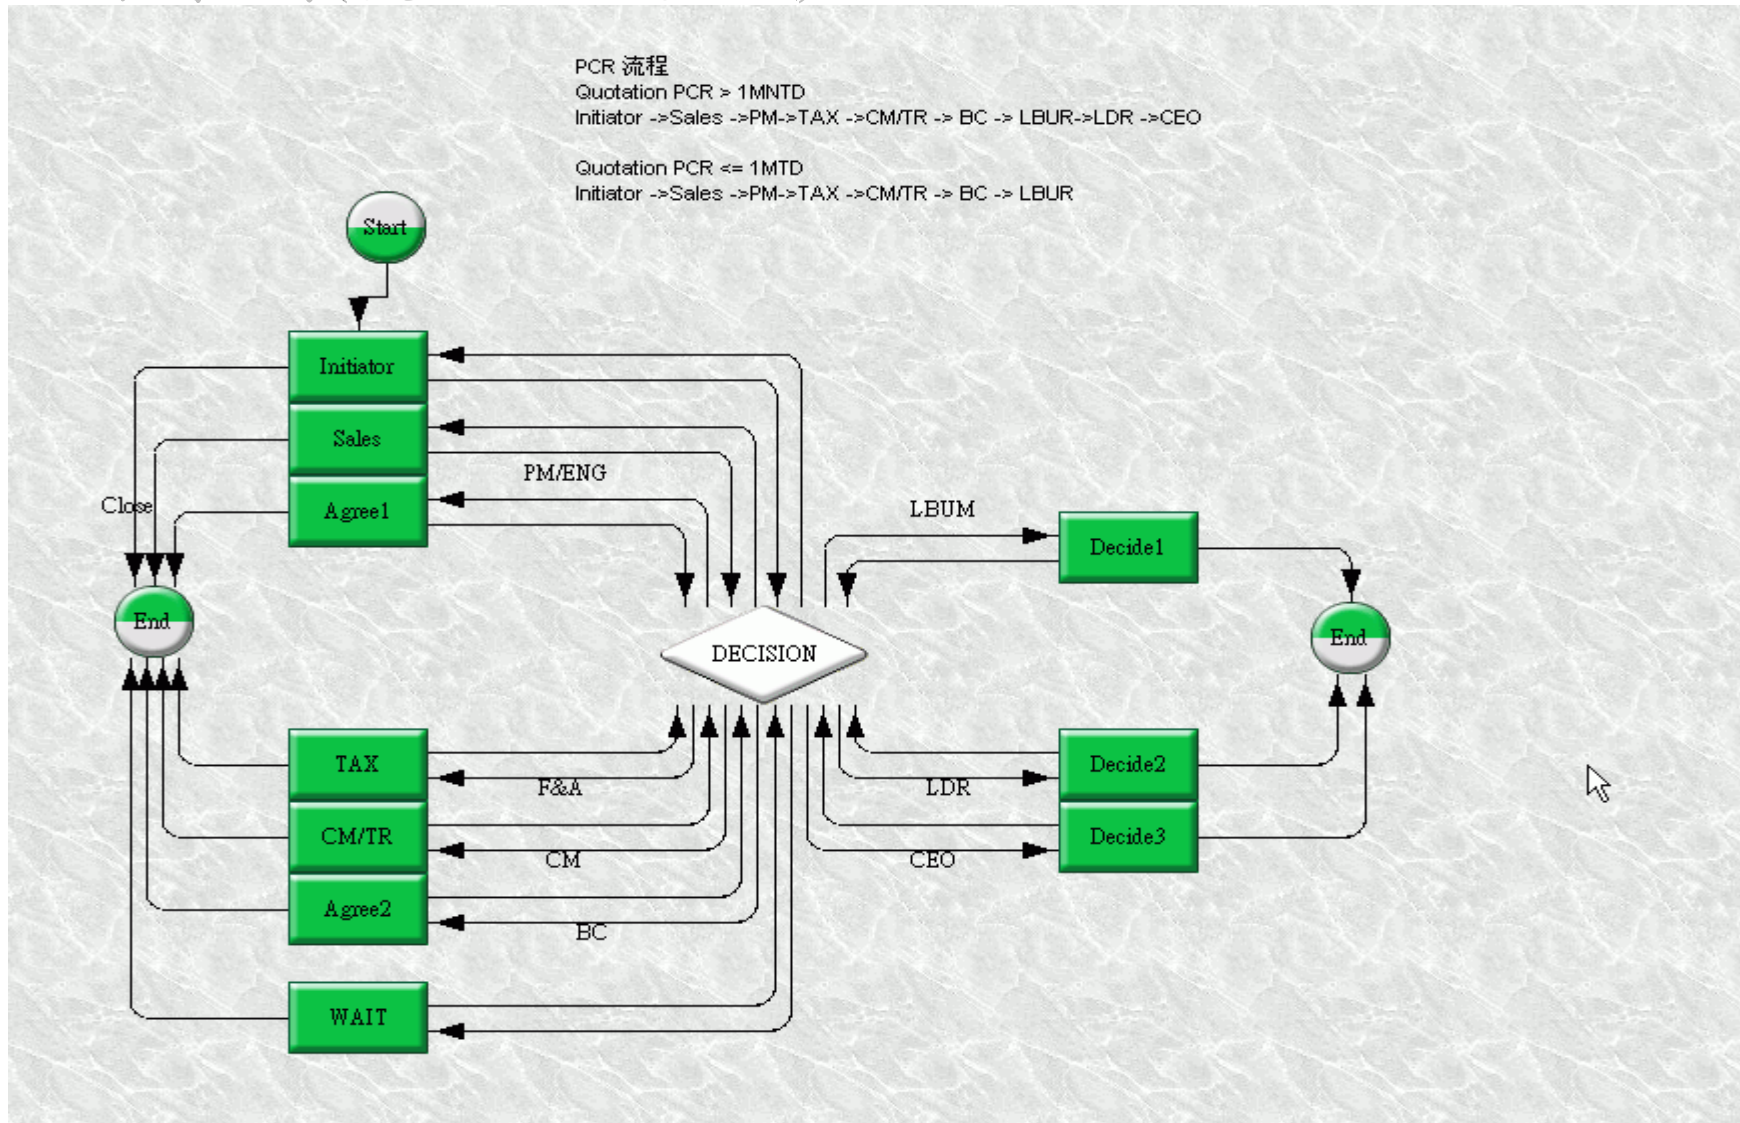 PCR 流程
Quotation PCR > 1MNTD
Initiator ->Sales ->PM->TAX ->CM/TR -> BC -> LBUR->LDR ->CEO
Quotation PCR <= 1MTD
Initiator ->Sales ->PM->TAX ->CM/TR -> BC -> LBUR
Start
Initiator
Sales
PM/ENG
Close
Agree1
LBUM
Decide1
End
DECISION
End
TAX
F&A
LDR
Decide2
CM/TR
CM
CEO
Decide3
Agree2
BC
WAIT